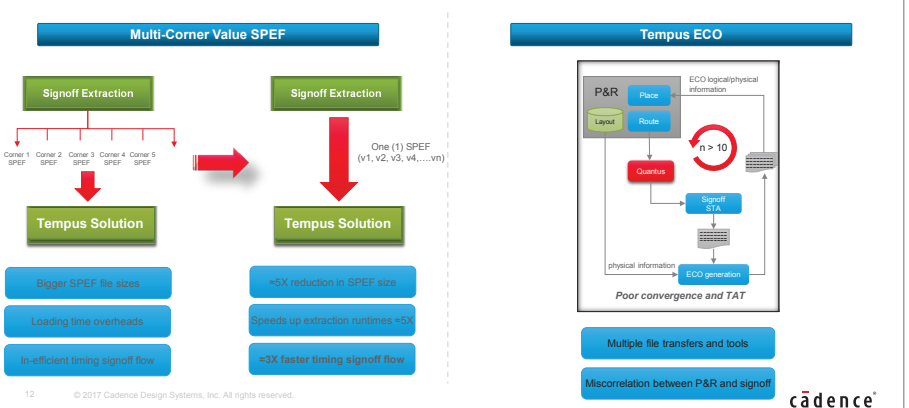 Multi-Corner Value SPEF
Signoff Extraction
Corner 1 Corner 2 Corner 3 Corner 4 Corner 5
SPEF SPEF SPEF SPEF SPEF
Tempus Solution
Bigger SPEF file sizes
Loading time overheads
In-efficient timing signoff flow
Signoff Extraction
One (1) SPEF
(v1, v2, v3, v4,....vn)
Tempus Solution
≈5X reduction in SPEF size
Speeds up extraction runtimes ≈5X
≈3X faster timing signoff flow
Tempus ECO
P&R
Place
Layout
Route
ECO logical/physical
information
n > 10
Quantus
Signoff
STA
physical information
ECO generation
Poor convergence and TAT
Multiple file transfers and tools
Miscorrelation between P&R and signoff
12 © 2017 Cadence Design Systems, Inc. All rights reserved.
cādence®